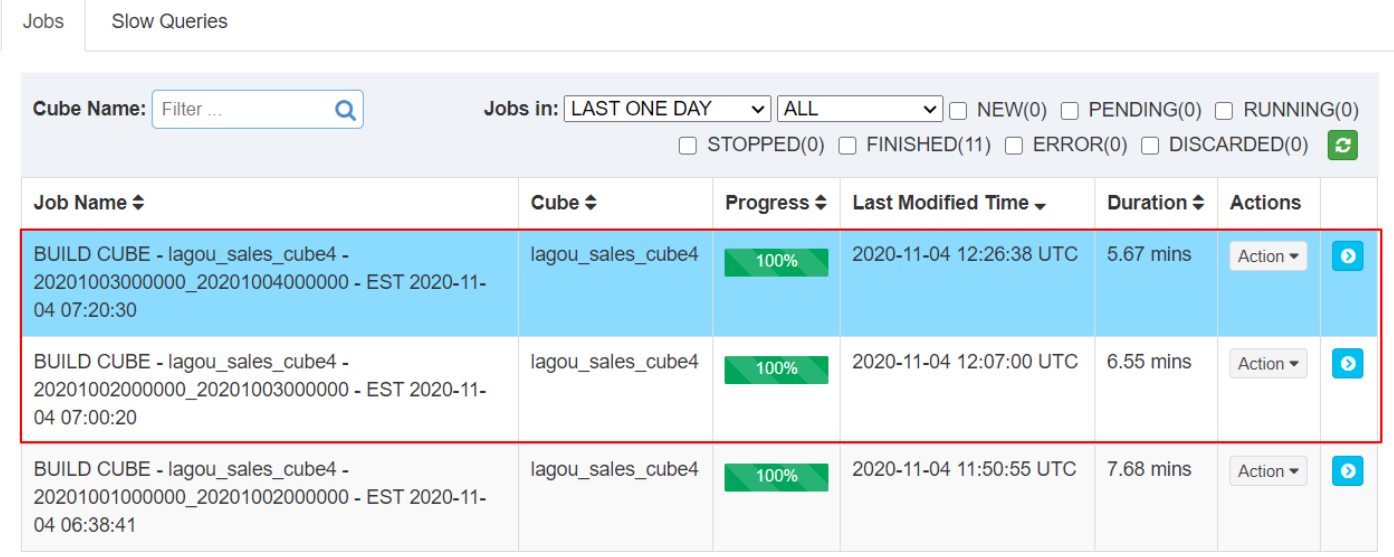 Jobs Slow Queries
Cube Name: Filter ... Jobs in: LAST ONE DAY ALL NEW(0) PENDING(0) RUNNING(0)
STOPPED(0) FINISHED(11) ERROR(0) DISCARDED(0)
Job Name Cube Progress Last Modified Time Duration Actions
BUILD CUBE - lagou_sales_cube4 - lagou_sales_cube4 100% 2020-11-04 12:26:38 UTC 5.67 mins Action
20201003000000_20201004000000 - EST 2020-11-
04 07:20:30
BUILD CUBE - lagou_sales_cube4 - lagou_sales_cube4 100% 2020-11-04 12:07:00 UTC 6.55 mins Action
20201002000000_20201003000000 - EST 2020-11-
04 07:00:20
BUILD CUBE - lagou_sales_cube4 - lagou_sales_cube4 100% 2020-11-04 11:50:55 UTC 7.68 mins Action
20201001000000_20201002000000 - EST 2020-11-
04 06:38:41